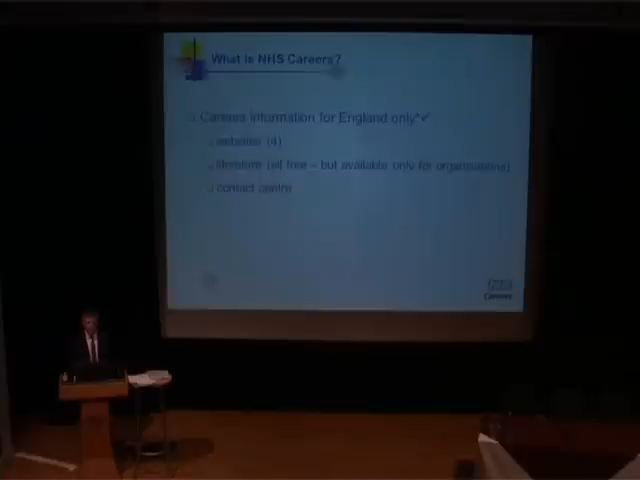 What is NHS Careers?
Careers information for England only*✓
websites (4)
literature (all free – but available only for organisations)
contact centre
NHS
Careers